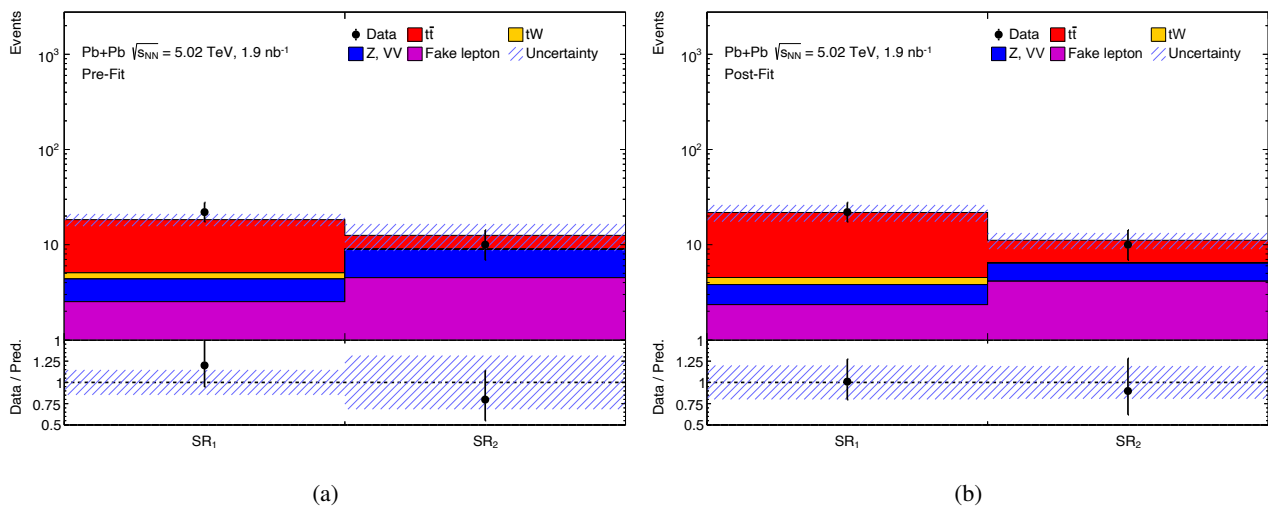 Events
10³
10²
10
1
Pb+Pb √s_NN = 5.02 TeV, 1.9 nb⁻¹
Pre-Fit
Data
tt̄
tW
Z, VV
Fake lepton
Uncertainty
Data / Pred.
1.25
1
0.75
0.5
SR₁
SR₂
(a)
Events
10³
10²
10
1
Pb+Pb √s_NN = 5.02 TeV, 1.9 nb⁻¹
Post-Fit
Data
tt̄
tW
Z, VV
Fake lepton
Uncertainty
Data / Pred.
1.25
1
0.75
0.5
SR₁
SR₂
(b)